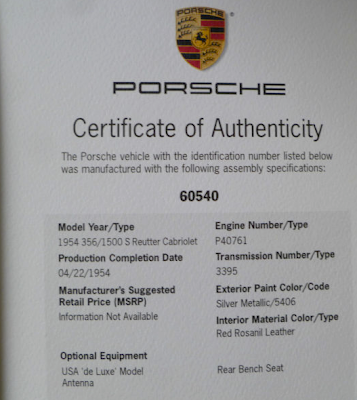 PORSCHE
Certificate of Authenticity
The Porsche vehicle with the identification number listed below
was manufactured with the following assembly specifications:
60540
Model Year/Type
1954 356/1500 S Reutter Cabriolet
Production Completion Date
04/22/1954
Manufacturer's Suggested
Retail Price (MSRP)
Information Not Available
Engine Number/Type
P40761
Transmission Number/Type
3395
Exterior Paint Color/Code
Silver Metallic/5406
Interior Material Color/Type
Red Rosanil Leather
Optional Equipment
USA 'de Luxe' Model
Antenna
Rear Bench Seat